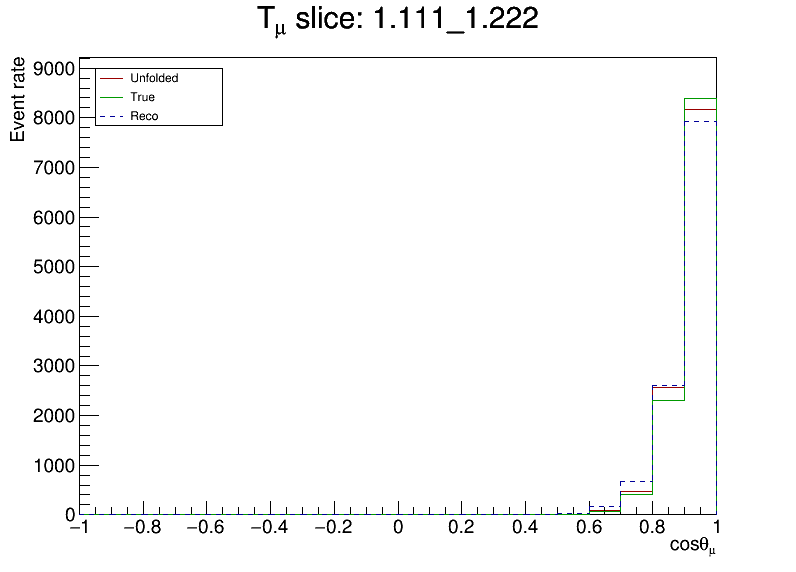 Tμ slice: 1.111_1.222
Event rate
9000
8000
7000
6000
5000
4000
3000
2000
1000
0
Unfolded
True
Reco
−1 −0.8 −0.6 −0.4 −0.2 0 0.2 0.4 0.6 0.8 1
cosθμ